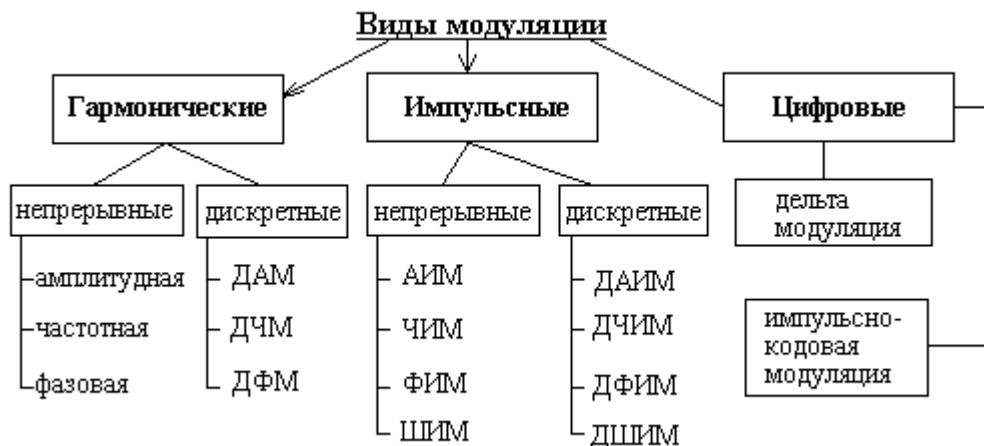 Виды модуляции
Гармонические
Импульсные
Цифровые
непрерывные
дискретные
непрерывные
дискретные
дельта
модуляция
амплитудная
ДАМ
АИМ
ДАИМ
частотная
ДЧМ
ЧИМ
ДЧИМ
импульсно-
кодовая
модуляция
фазовая
ДФМ
ФИМ
ДФИМ
ШИМ
ДШИМ